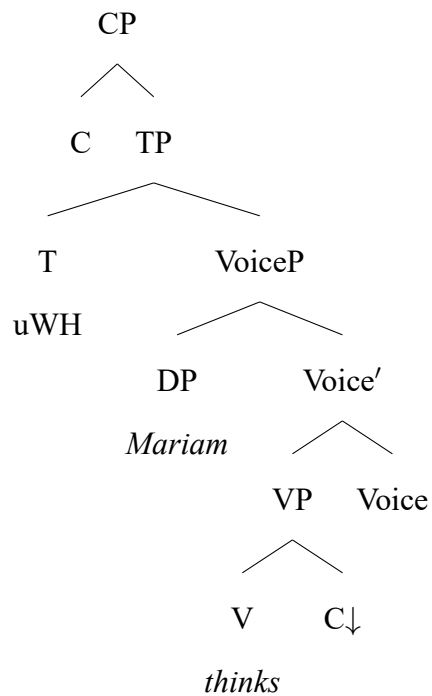 CP
C TP
T VoiceP
uWH
DP Voice′
Mariam
VP Voice
V C↓
thinks